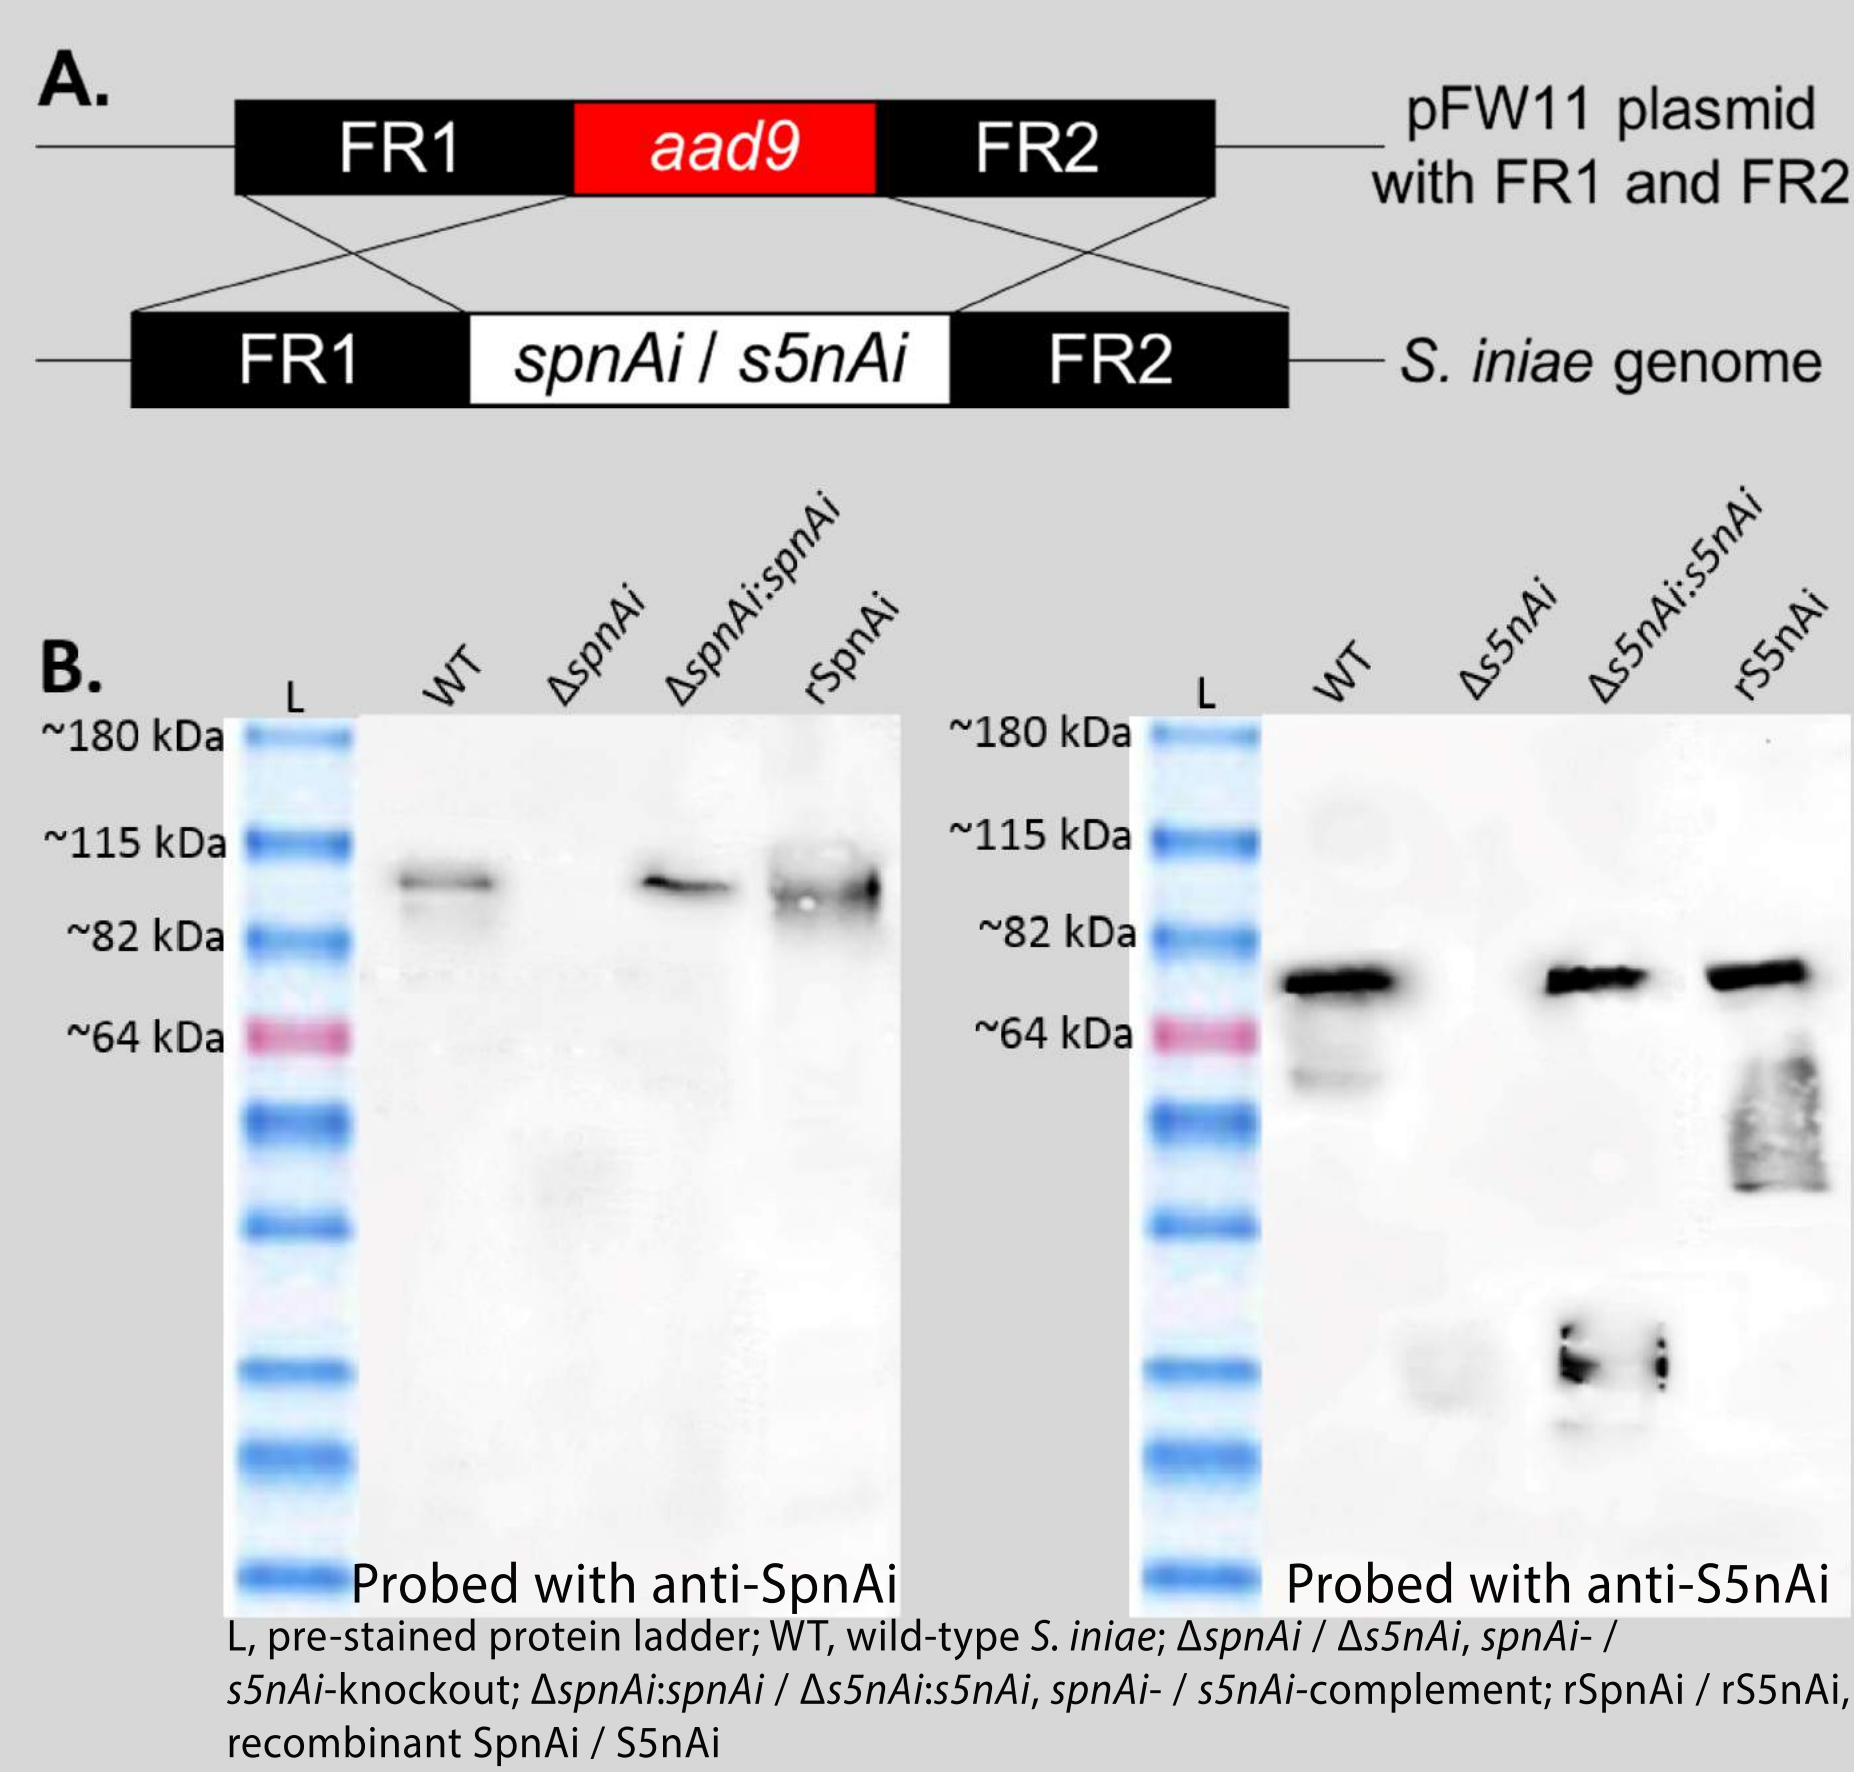 A.
FR1 aad9 FR2
pFW11 plasmid
with FR1 and FR2
FR1 spnAi / s5nAi FR2
S. iniae genome
B.
L WT ΔspnAi ΔspnAi:spnAi rSpnAi
~180 kDa
~115 kDa
~82 kDa
~64 kDa
Probed with anti-SpnAi
L WT Δs5nAi Δs5nAi:s5nAi rS5nAi
~180 kDa
~115 kDa
~82 kDa
~64 kDa
Probed with anti-S5nAi
L, pre-stained protein ladder; WT, wild-type S. iniae; ΔspnAi / Δs5nAi, spnAi- /
s5nAi-knockout; ΔspnAi:spnAi / Δs5nAi:s5nAi, spnAi- / s5nAi-complement; rSpnAi / rS5nAi,
recombinant SpnAi / S5nAi